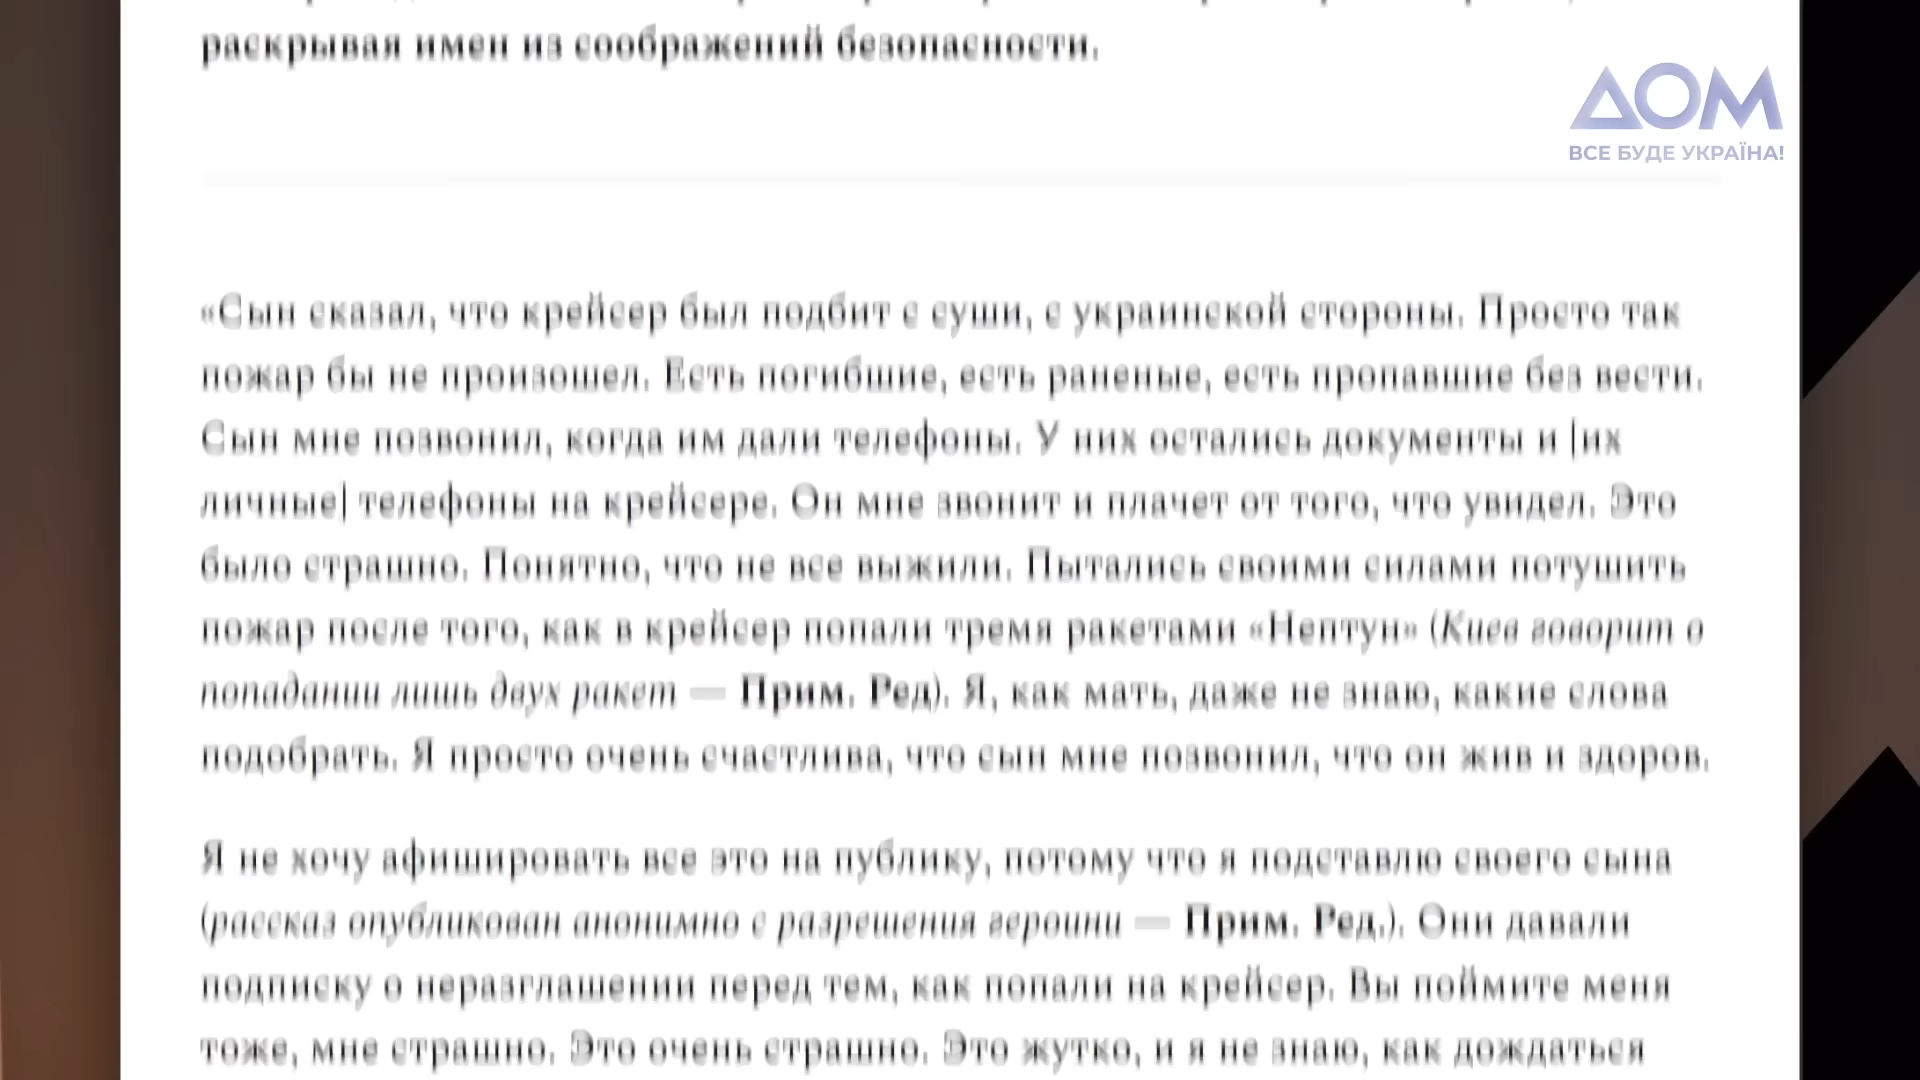 раскрывая имен из соображений безопасности.
ДОМ
ВСЕ БУДЕ УКРАЇНА!
«Сын сказал, что крейсер был подбит с суши, с украинской стороны. Просто так
пожар бы не произошел. Есть погибшие, есть раненые, есть пропавшие без вести.
Сын мне позвонил, когда им дали телефоны. У них остались документы и |их
личные| телефоны на крейсере. Он мне звонит и плачет от того, что увидел. Это
было страшно. Понятно, что не все выжили. Пытались своими силами потушить
пожар после того, как в крейсер попали тремя ракетами «Нептун» (Киев говорит о
попадании лишь двух ракет — Прим. Ред). Я, как мать, даже не знаю, какие слова
подобрать. Я просто очень счастлива, что сын мне позвонил, что он жив и здоров.
Я не хочу афишировать все это на публику, потому что я подставлю своего сына
(рассказ опубликован анонимно с разрешения героини — Прим. Ред.). Они давали
подписку о неразглашении перед тем, как попали на крейсер. Вы поймите меня
тоже, мне страшно. Это очень страшно. Это жутко, и я не знаю, как дождаться